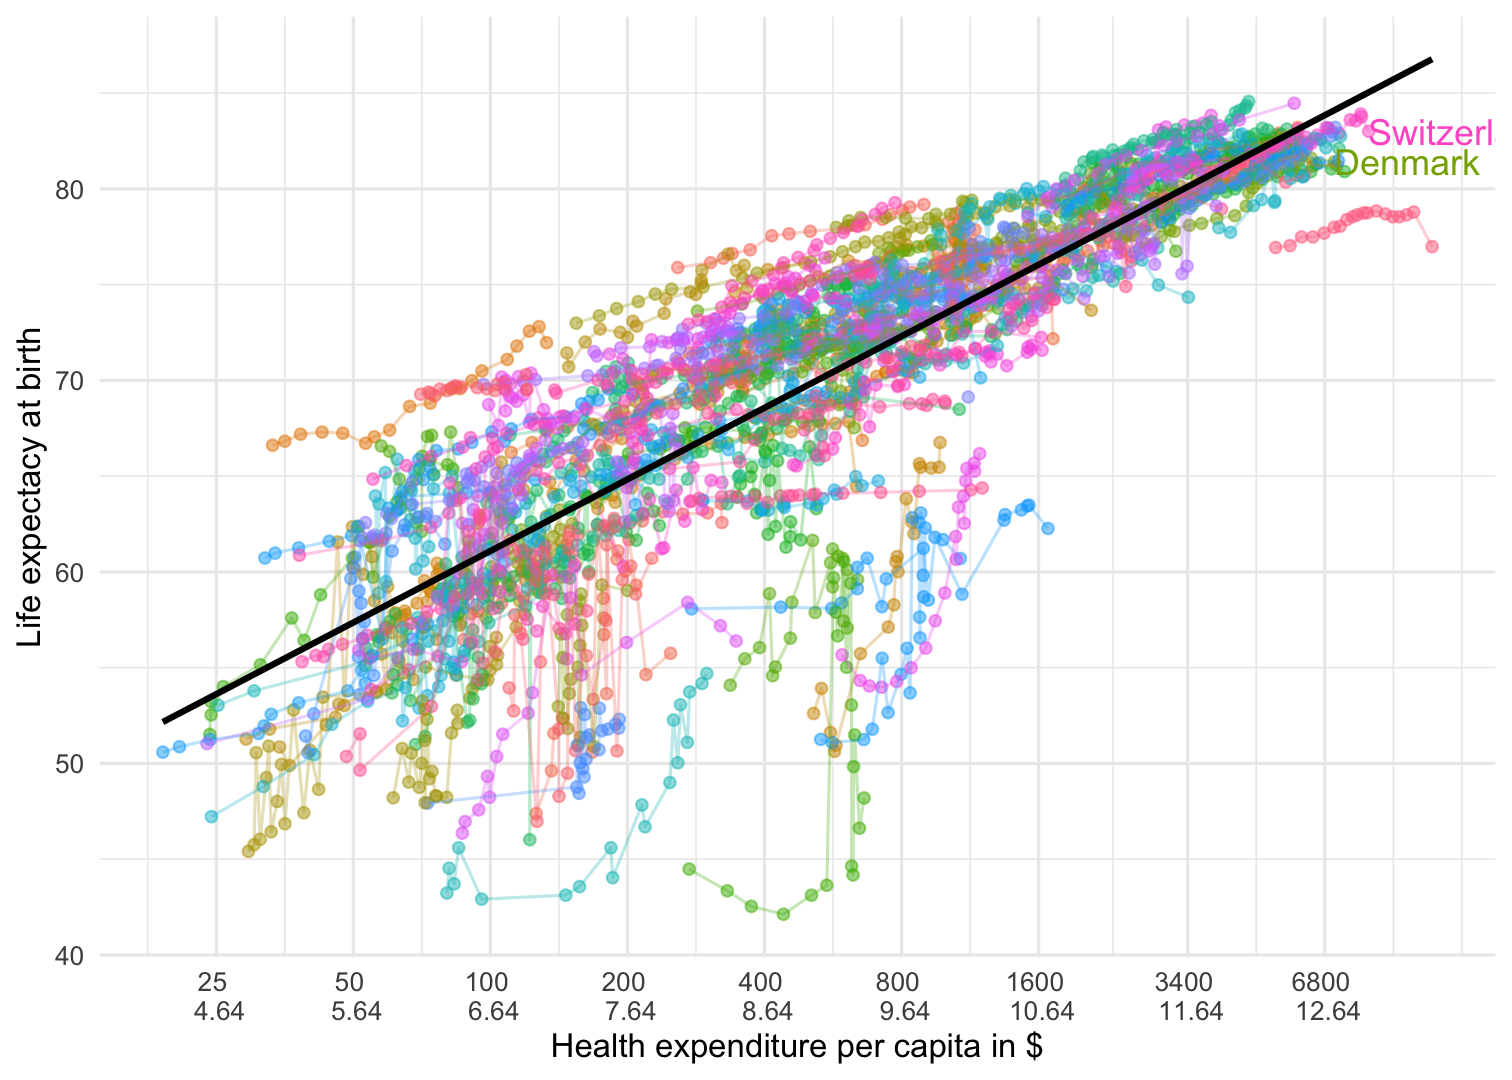 80
70
60
50
40
Life expectacy at birth
Switzerl
Denmark
25 50 100 200 400 800 1600 3400 6800
4.64 5.64 6.64 7.64 8.64 9.64 10.64 11.64 12.64
Health expenditure per capita in $